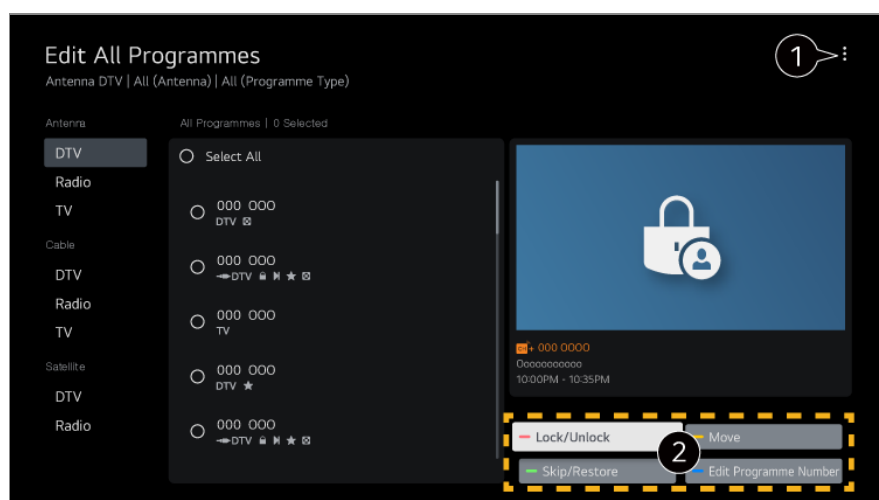 Edit All Programmes
1
Antenna DTV | All (Antenna) | All (Programme Type)
Antenna
DTV
Radio
TV
Cable
DTV
Radio
TV
Satellite
DTV
Radio
All Programmes | 0 Selected
Select All
000 000
DTV
000 000
DTV
000 000
TV
000 000
DTV
000 000
DTV
+ 000 0000
Ooooooooooo
10:00PM - 10:35PM
Lock/Unlock
Move
2
Skip/Restore
Edit Programme Number